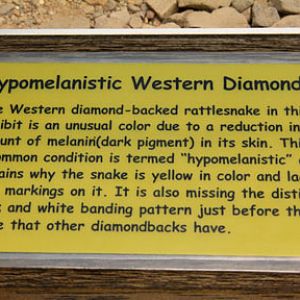 ypomelanistic Western Diamond
e Western diamond-backed rattlesnake in thi
ibit is an unusual color due to a reduction in
unt of melanin(dark pigment) in its skin. Thi
ommon condition is termed "hypomelanistic"
ains why the snake is yellow in color and la
markings on it. It is also missing the disti
and white banding pattern just before th
e that other diamondbacks have.